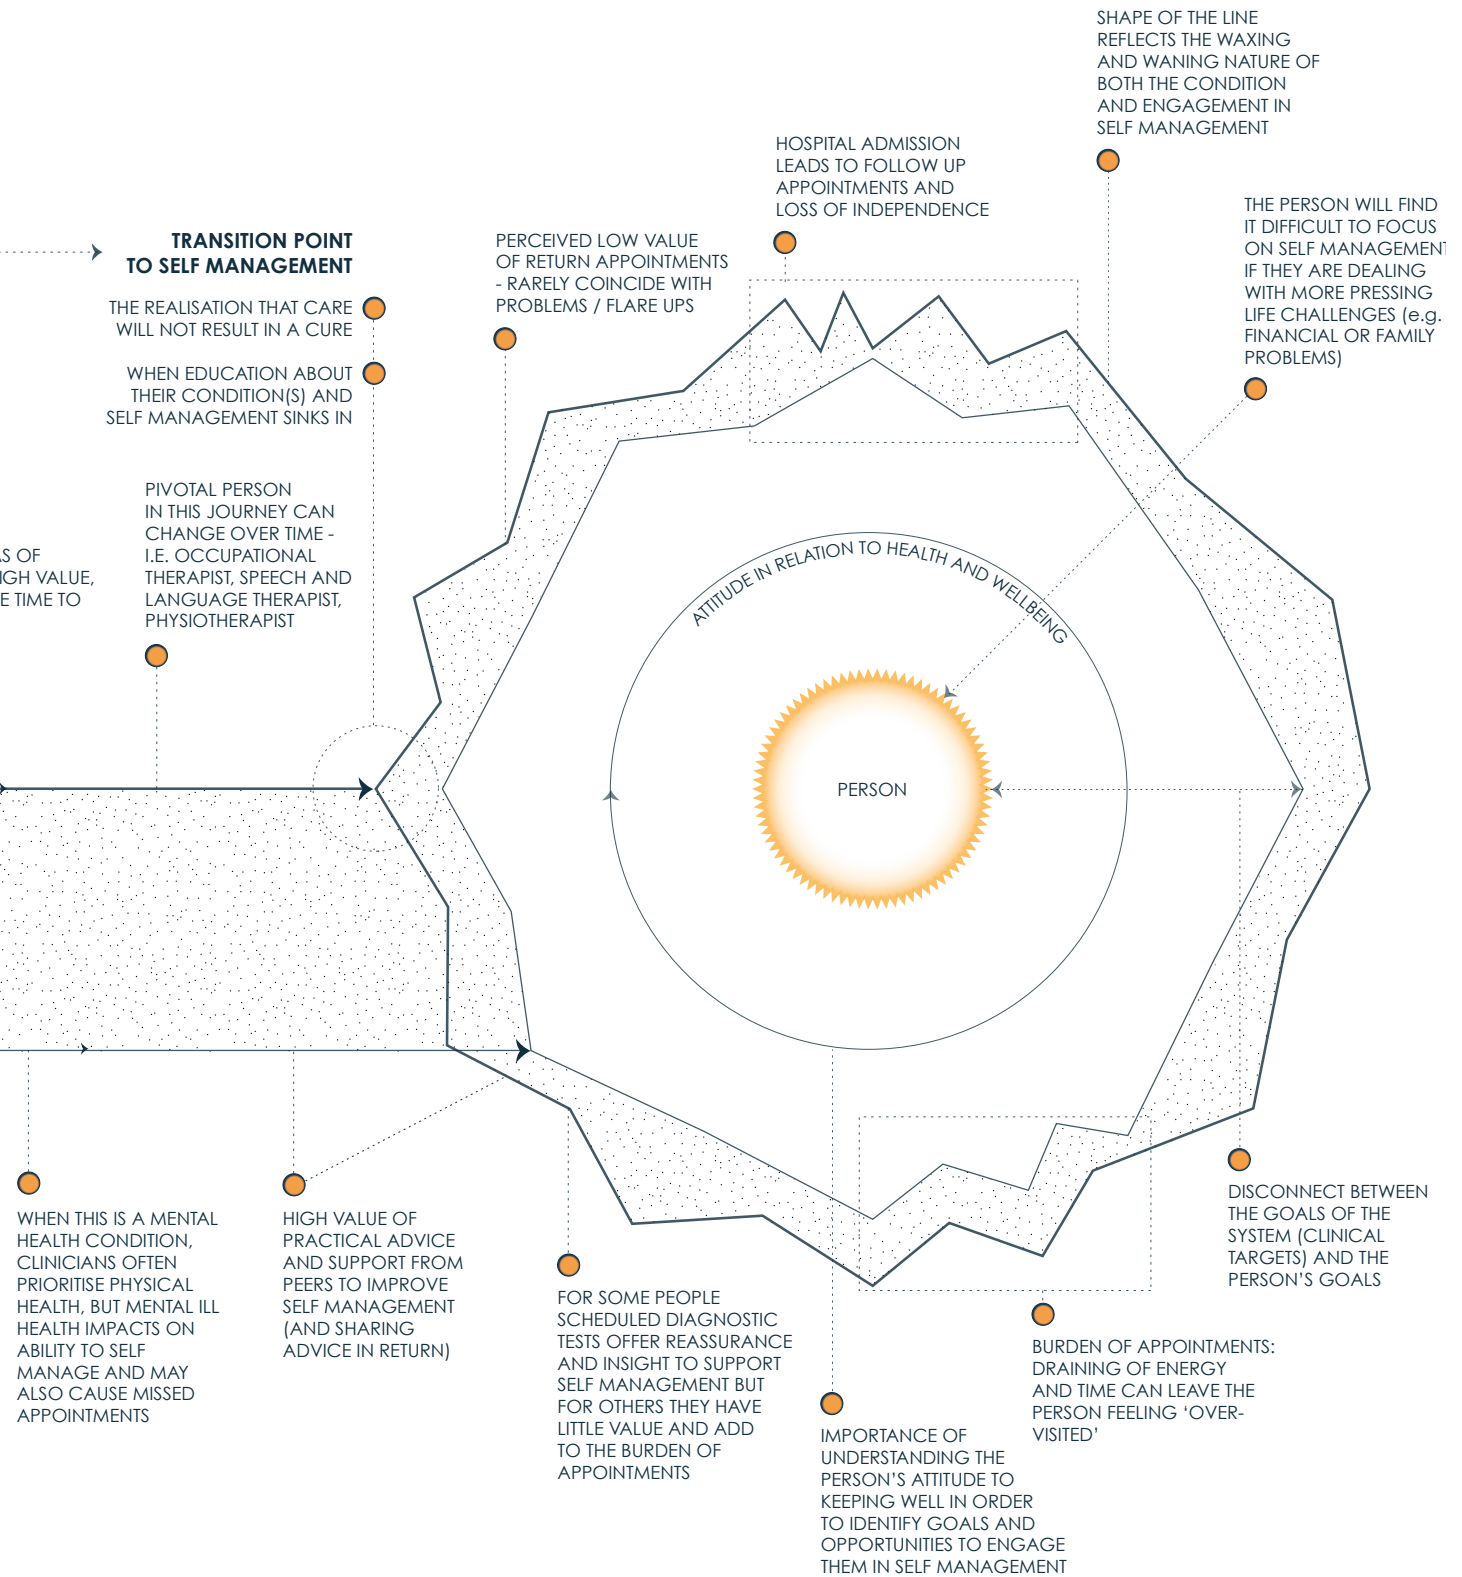 SHAPE OF THE LINE
REFLECTS THE WAXING
AND WANING NATURE OF
BOTH THE CONDITION
AND ENGAGEMENT IN
SELF MANAGEMENT
HOSPITAL ADMISSION
LEADS TO FOLLOW UP
APPOINTMENTS AND
LOSS OF INDEPENDENCE
THE PERSON WILL FIND
IT DIFFICULT TO FOCUS
ON SELF MANAGEMENT
IF THEY ARE DEALING
WITH MORE PRESSING
LIFE CHALLENGES (e.g.
FINANCIAL OR FAMILY
PROBLEMS)
TRANSITION POINT
TO SELF MANAGEMENT
THE REALISATION THAT CARE
WILL NOT RESULT IN A CURE
WHEN EDUCATION ABOUT
THEIR CONDITION(S) AND
SELF MANAGEMENT SINKS IN
PERCEIVED LOW VALUE
OF RETURN APPOINTMENTS
- RARELY COINCIDE WITH
PROBLEMS / FLARE UPS
PIVOTAL PERSON
IN THIS JOURNEY CAN
CHANGE OVER TIME -
I.E. OCCUPATIONAL
THERAPIST, SPEECH AND
LANGUAGE THERAPIST,
PHYSIOTHERAPIST
OF
VALUE,
TIME TO
ATTITUDE IN RELATION TO HEALTH AND WELLBEING
PERSON
WHEN THIS IS A MENTAL
HEALTH CONDITION,
CLINICIANS OFTEN
PRIORITISE PHYSICAL
HEALTH, BUT MENTAL ILL
HEALTH IMPACTS ON
ABILITY TO SELF
MANAGE AND MAY
ALSO CAUSE MISSED
APPOINTMENTS
HIGH VALUE OF
PRACTICAL ADVICE
AND SUPPORT FROM
PEERS TO IMPROVE
SELF MANAGEMENT
(AND SHARING
ADVICE IN RETURN)
FOR SOME PEOPLE
SCHEDULED DIAGNOSTIC
TESTS OFFER REASSURANCE
AND INSIGHT TO SUPPORT
SELF MANAGEMENT BUT
FOR OTHERS THEY HAVE
LITTLE VALUE AND ADD
TO THE BURDEN OF
APPOINTMENTS
IMPORTANCE OF
UNDERSTANDING THE
PERSON'S ATTITUDE TO
KEEPING WELL IN ORDER
TO IDENTIFY GOALS AND
OPPORTUNITIES TO ENGAGE
THEM IN SELF MANAGEMENT
BURDEN OF APPOINTMENTS:
DRAINING OF ENERGY
AND TIME CAN LEAVE THE
PERSON FEELING ‘OVER-
VISITED’
DISCONNECT BETWEEN
THE GOALS OF THE
SYSTEM (CLINICAL
TARGETS) AND THE
PERSON'S GOALS